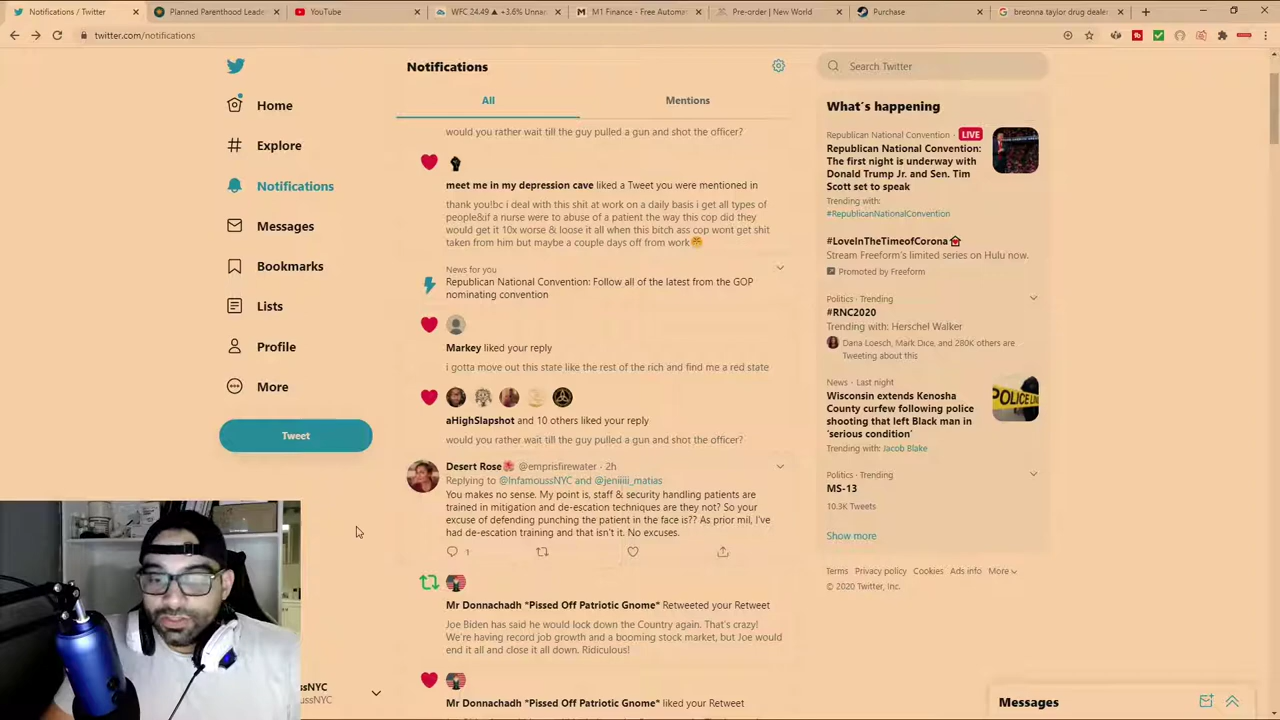 Notifications / Twitter
Planned Parenthood Leade
YouTube
WFC 24.49 ▲ +3.6% Unna
M1 Finance - Free Automa
Pre-order | New World
Purchase
breonna taylor drug deale
twitter.com/notifications
Home
Explore
Notifications
Messages
Bookmarks
Lists
Profile
More
Tweet
ssNYC
ussNYC
Notifications
All
Mentions
would you rather wait till the guy pulled a gun and shot the officer?
meet me in my depression cave liked a Tweet you were mentioned in
thank you!bc i deal with this shit at work on a daily basis i get all types of
people&if a nurse were to abuse of a patient the way this cop did they
would get it 10x worse & loose it all when this bitch ass cop wont get shit
taken from him but maybe a couple days off from work
News for you
Republican National Convention: Follow all of the latest from the GOP
nominating convention
Markey liked your reply
i gotta move out this state like the rest of the rich and find me a red state
aHighSlapshot and 10 others liked your reply
would you rather wait till the guy pulled a gun and shot the officer?
Desert Rose🌺 @emprisfirewater · 2h
Replying to @InfamoussNYC and @jeniiiii_matias
You makes no sense. My point is, staff & security handling patients are
trained in mitigation and de-escation techniques are they not? So your
excuse of defending punching the patient in the face is?? As prior mil, I've
had de-escation training and that isn't it. No excuses.
1
Mr Donnachadh *Pissed Off Patriotic Gnome* Retweeted your Retweet
Joe Biden has said he would lock down the Country again. That's crazy!
We're having record job growth and a booming stock market, but Joe would
end it all and close it all down. Ridiculous!
Mr Donnachadh *Pissed Off Patriotic Gnome* liked your Retweet
Search Twitter
What's happening
Republican National Convention · LIVE
Republican National Convention:
The first night is underway with
Donald Trump Jr. and Sen. Tim
Scott set to speak
Trending with:
#RepublicanNationalConvention
#LoveInTheTimeofCorona
Stream Freeform's limited series on Hulu now.
Promoted by Freeform
Politics · Trending
#RNC2020
Trending with: Herschel Walker
Dana Loesch, Mark Dice, and 280K others are
Tweeting about this
News · Last night
Wisconsin extends Kenosha
County curfew following police
shooting that left Black man in
'serious condition'
Trending with: Jacob Blake
POLICE LIN
Politics · Trending
MS-13
10.3K Tweets
Show more
Terms Privacy policy Cookies Ads info More
© 2020 Twitter, Inc.
Messages